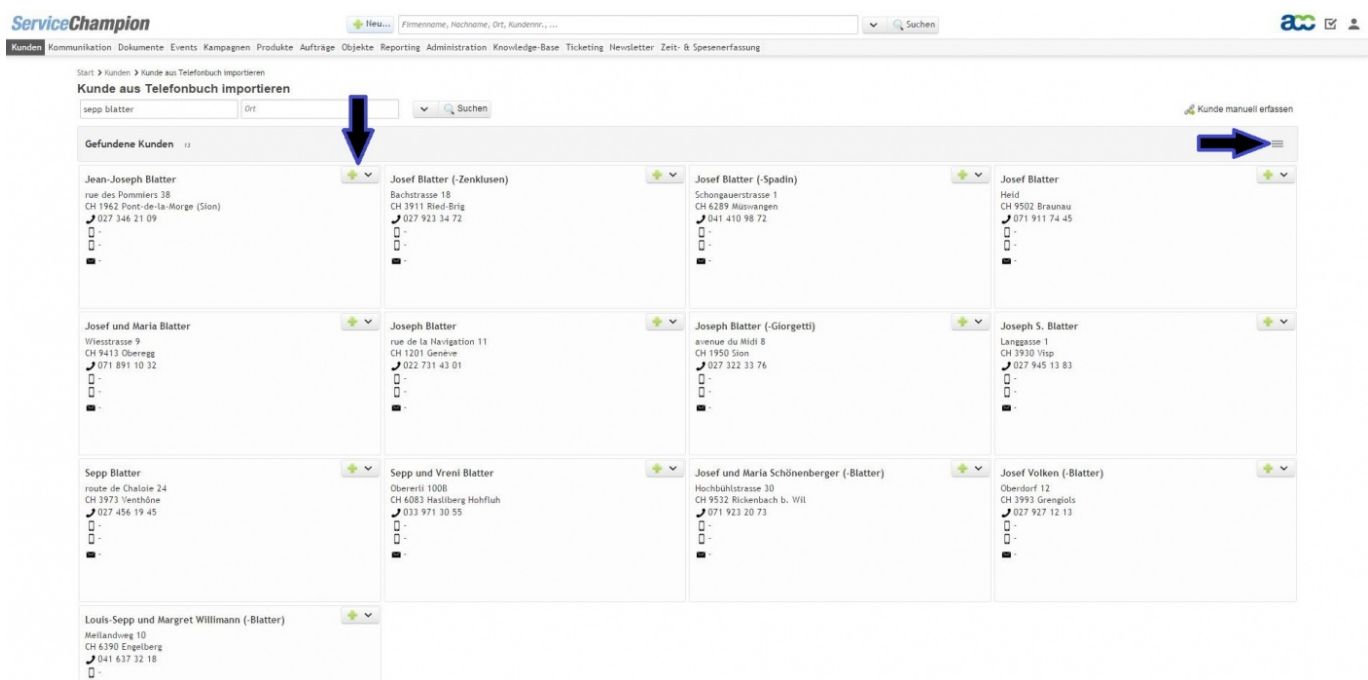 ServiceChampion
Neu...
Firmenname, Nachname, Ort, Kundennr., ...
Suchen
acc
Kunden Kommunikation Dokumente Events Kampagnen Produkte Aufträge Objekte Reporting Administration Knowledge-Base Ticketing Newsletter Zeit- & Spesenerfassung
Start > Kunden > Kunde aus Telefonbuch importieren
Kunde aus Telefonbuch importieren
sepp blatter
Ort
Suchen
Kunde manuell erfassen
Gefundene Kunden 13
Jean-Joseph Blatter
rue des Pommiers 38
CH 1962 Pont-de-la-Morge (Sion)
027 346 21 09
-
-
-
Josef Blatter (-Zenklusen)
Bachstrasse 18
CH 3911 Ried-Brig
027 923 34 72
-
-
-
Josef Blatter (-Spadin)
Schongauerstrasse 1
CH 6289 Müswangen
041 410 98 72
-
-
-
Josef Blatter
Heid
CH 9502 Braunau
071 911 74 45
-
-
-
Josef und Maria Blatter
Wiesstrasse 9
CH 9413 Oberegg
071 891 10 32
-
-
-
Joseph Blatter
rue de la Navigation 11
CH 1201 Genève
022 731 43 01
-
-
-
Joseph Blatter (-Giorgetti)
avenue du Midi 8
CH 1950 Sion
027 322 33 76
-
-
-
Joseph S. Blatter
Langgasse 1
CH 3930 Visp
027 945 13 83
-
-
-
Sepp Blatter
route de Chaloie 24
CH 3973 Venthône
027 456 19 45
-
-
-
Sepp und Vreni Blatter
Obererli 100B
CH 6083 Hasliberg Hohfluh
033 971 30 55
-
-
-
Josef und Maria Schönenberger (-Blatter)
Hochbühlstrasse 30
CH 9532 Rickenbach b. Wil
071 923 20 73
-
-
-
Josef Volken (-Blatter)
Oberdorf 12
CH 3993 Grengiols
027 927 12 13
-
-
-
Louis-Sepp und Margret Willimann (-Blatter)
Meilandweg 10
CH 6390 Engelberg
041 637 32 18
-